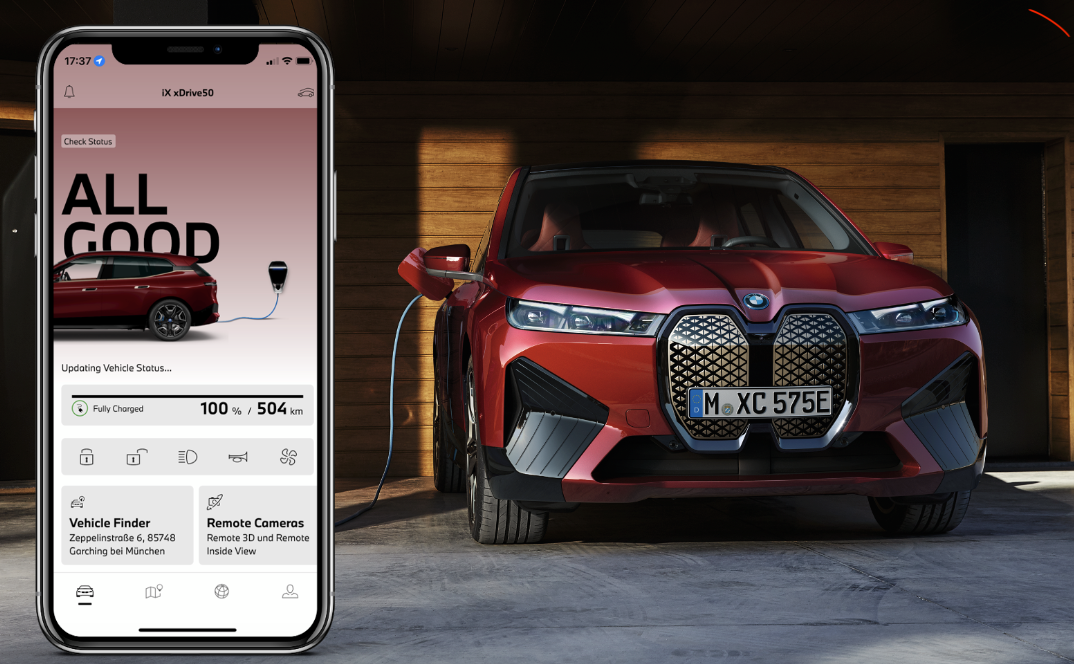 17:37
iX xDrive50
Check Status
ALL
GOOD
Updating Vehicle Status...
Fully Charged 100 % / 504 km
Vehicle Finder
Zeppelinstraße 6, 85748
Garching bei München
Remote Cameras
Remote 3D und Remote
Inside View
D M XC 575E